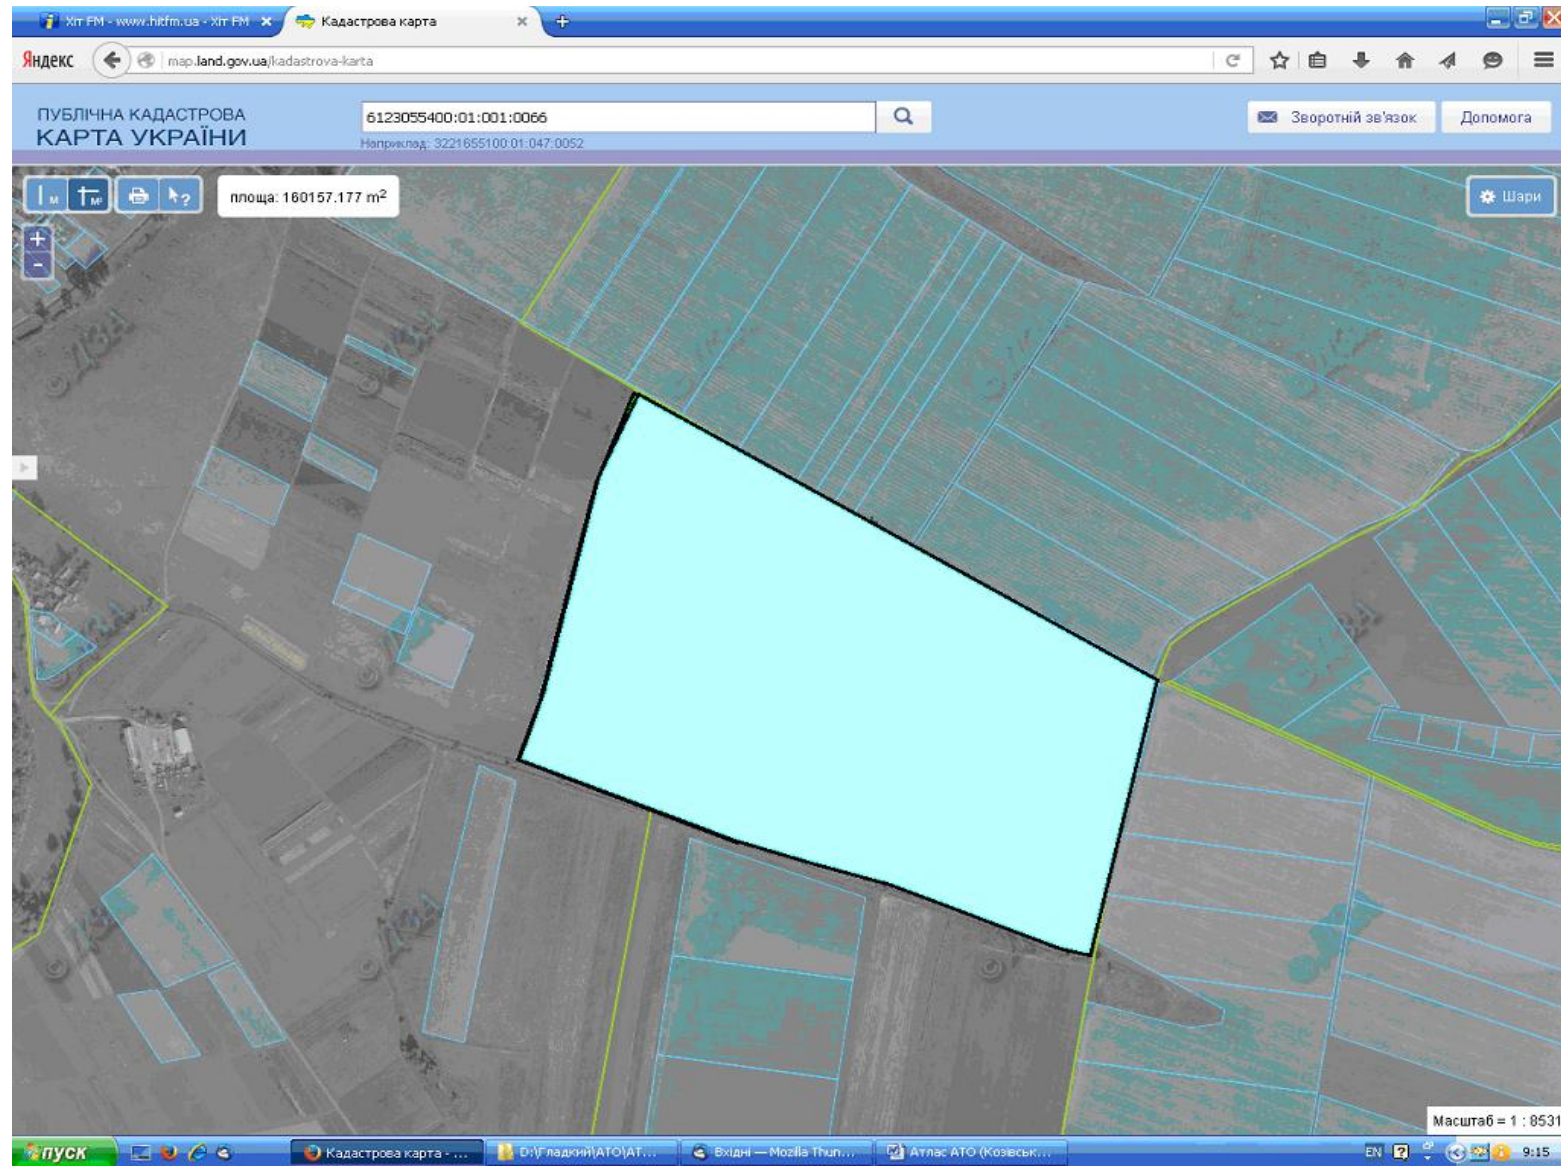 Хіт FM - www.hitfm.ua - Хіт FM
Кадастрова карта
Яндекс
map.land.gov.ua/kadastrova-karta
ПУБЛІЧНА КАДАСТРОВА
КАРТА УКРАЇНИ
6123055400:01:001:0066
Наприклад: 3221655100:01:047:0052
Зворотній зв'язок
Допомога
м
м²
площа: 160157.177 m²
Шари
+
-
Масштаб = 1 : 8531
пуск
Кадастрова карта - ...
D:\Гладкий\АТО\АТ...
Вхідні — Mozilla Thun...
Атлас АТО (Козівськ...
EN
9:15